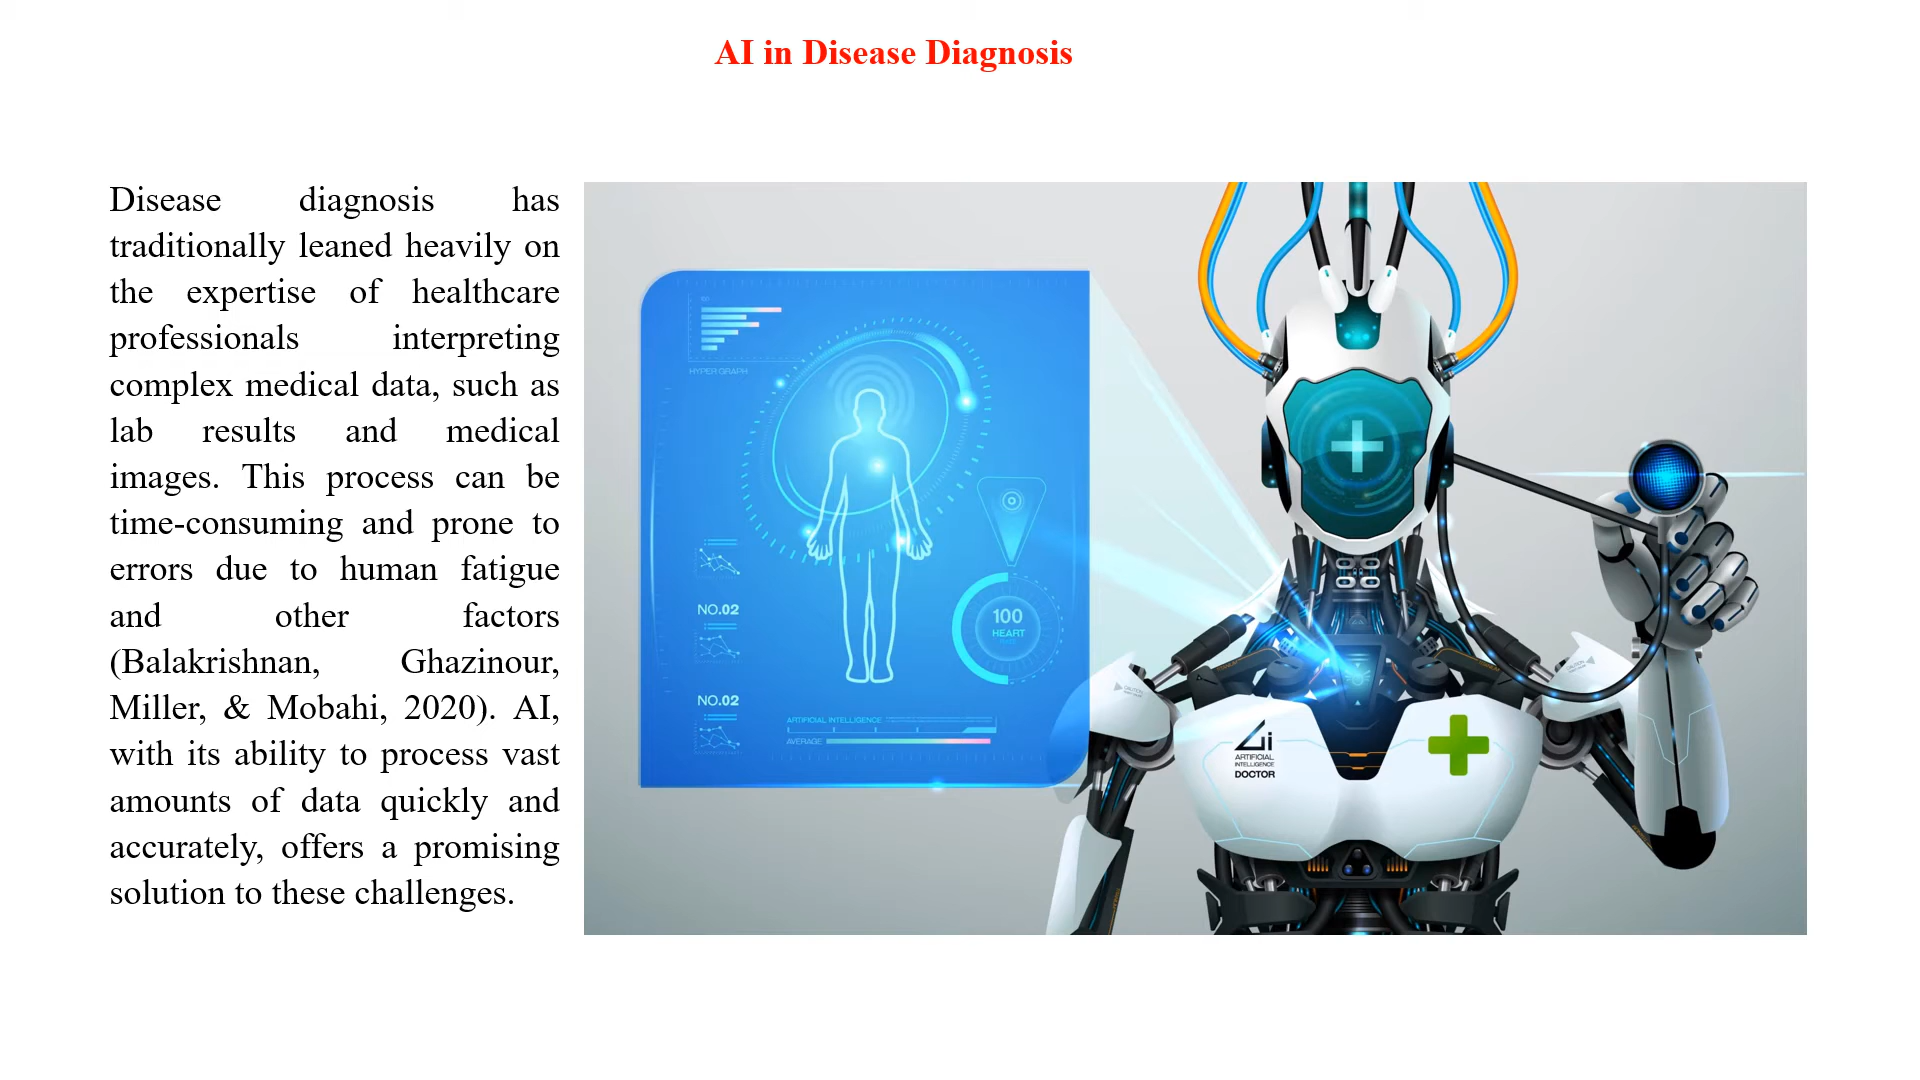 AI in Disease Diagnosis
Disease diagnosis has
traditionally leaned heavily on
the expertise of healthcare
professionals interpreting
complex medical data, such as
lab results and medical
images. This process can be
time-consuming and prone to
errors due to human fatigue
and other factors
(Balakrishnan, Ghazinour,
Miller, & Mobahi, 2020). AI,
with its ability to process vast
amounts of data quickly and
accurately, offers a promising
solution to these challenges.
HYPER GRAPH
NO.02
NO.02
100
HEART
ARTIFICIAL INTELLIGENCE
AVERAGE
Ai
ARTIFICIAL
INTELLIGENCE
DOCTOR
CAUTION
CAUTION